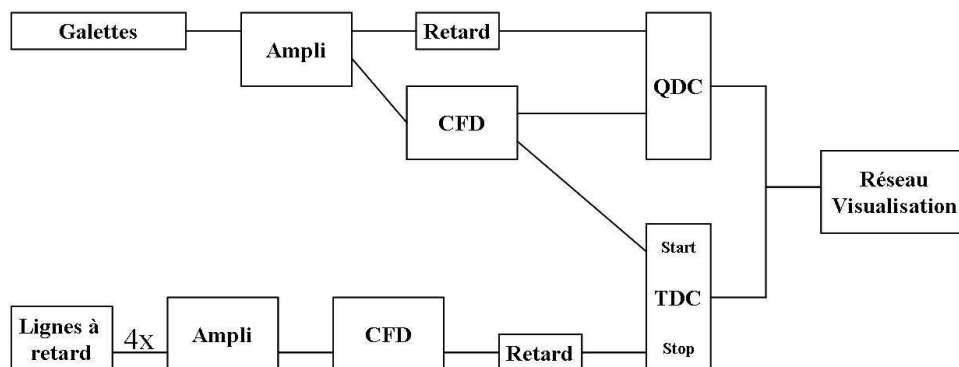 Galettes
Ampli
Retard
QDC
CFD
Réseau
Visualisation
Start
TDC
Stop
Lignes à
retard
4x
Ampli
CFD
Retard